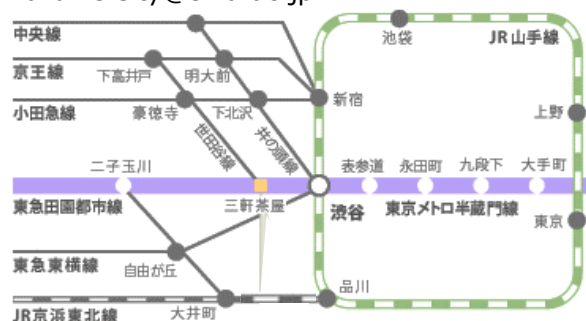 中央線
池袋
JR山手線
京王線
下高井戸
明大前
新宿
小田急線
豪徳寺
下北沢
上野
世田谷線
井の頭線
二子玉川
表参道
永田町
九段下
大手町
東急田園都市線
三軒茶屋
渋谷
東京メトロ半蔵門線
東京
東急東横線
自由が丘
品川
JR京浜東北線
大井町